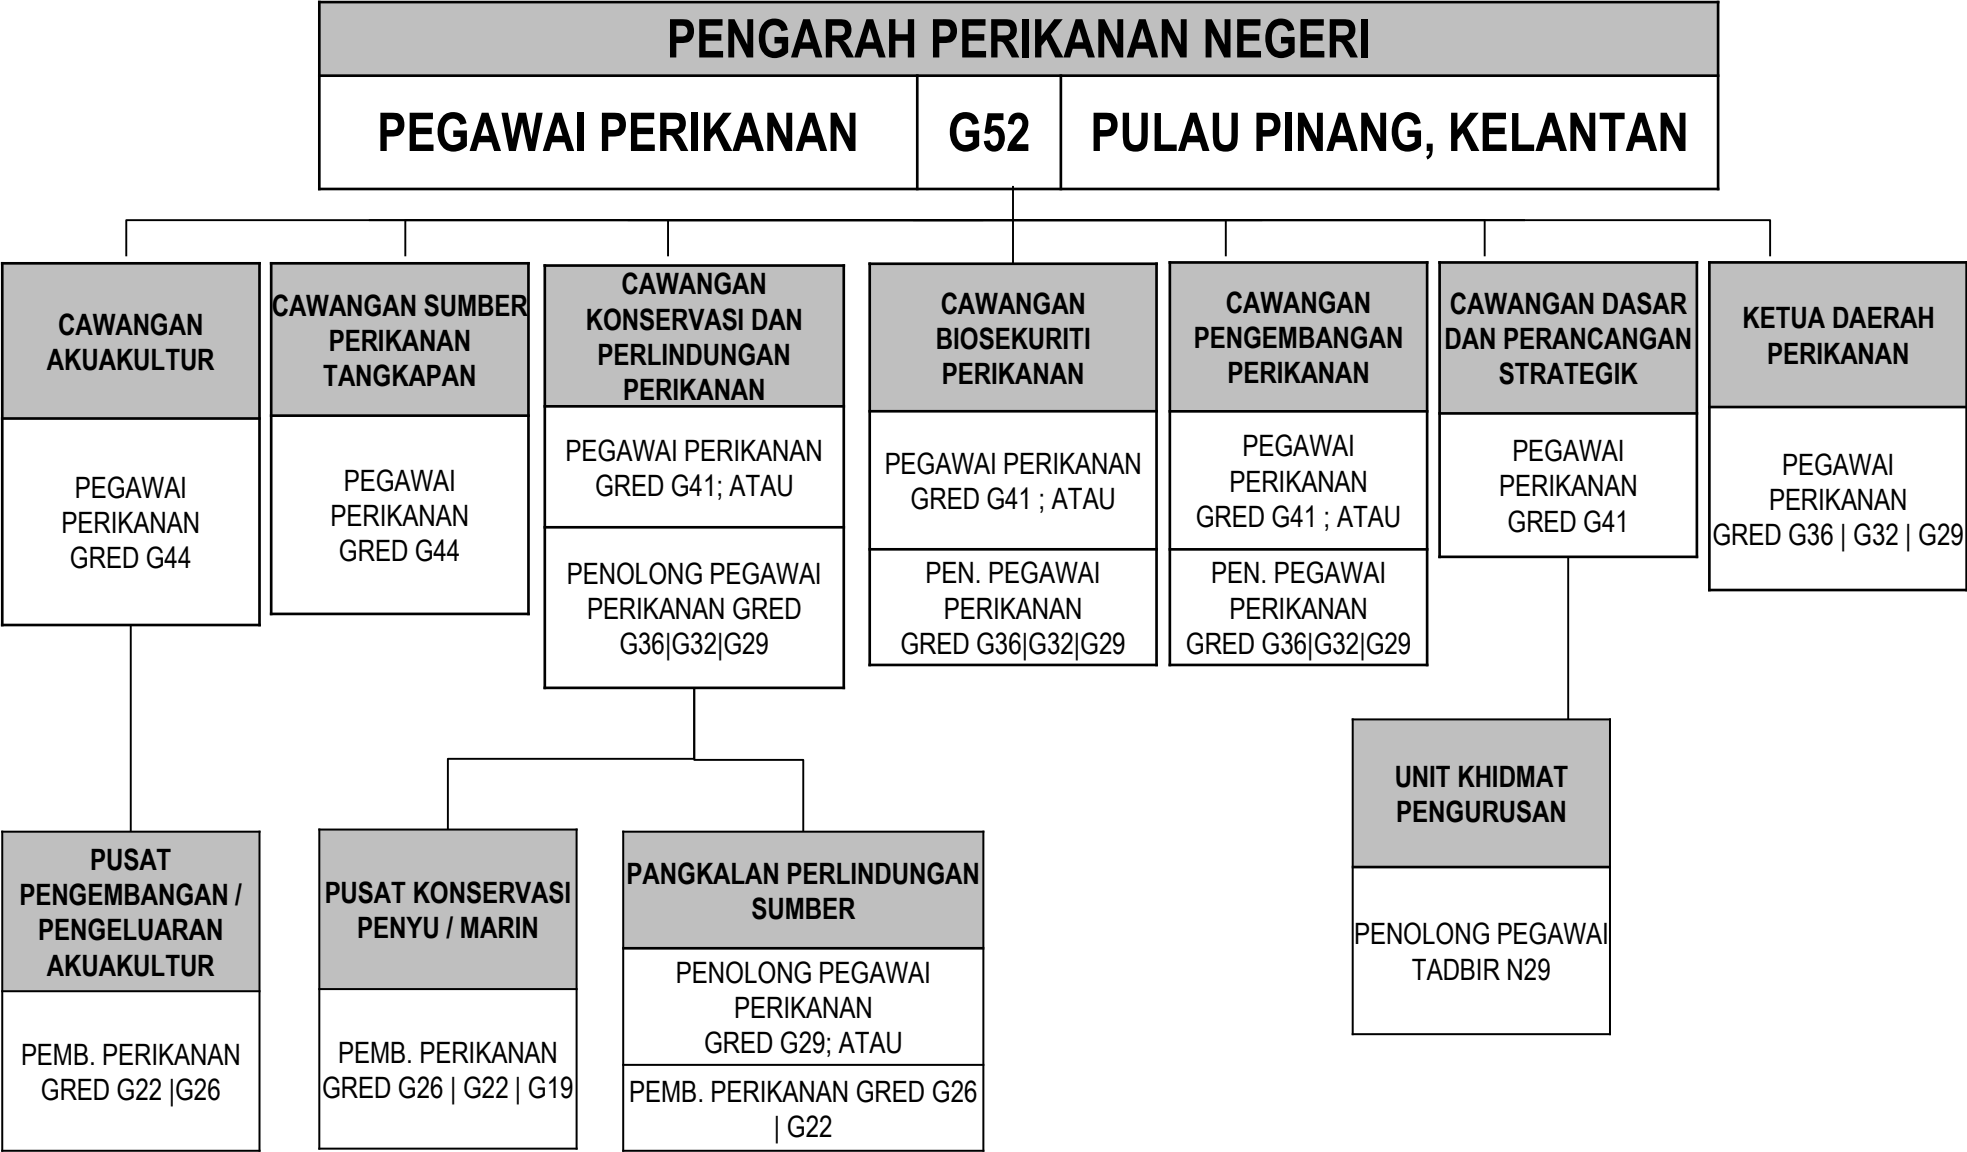 PENGARAH PERIKANAN NEGERI
PEGAWAI PERIKANAN
G52
PULAU PINANG, KELANTAN
CAWANGAN
AKUAKULTUR
PEGAWAI
PERIKANAN
GRED G44
CAWANGAN SUMBER
PERIKANAN
TANGKAPAN
PEGAWAI
PERIKANAN
GRED G44
CAWANGAN
KONSERVASI DAN
PERLINDUNGAN
PERIKANAN
PEGAWAI PERIKANAN
GRED G41; ATAU
PENOLONG PEGAWAI
PERIKANAN GRED
G36|G32|G29
CAWANGAN
BIOSEKURITI
PERIKANAN
PEGAWAI PERIKANAN
GRED G41 ; ATAU
PEN. PEGAWAI
PERIKANAN
GRED G36|G32|G29
CAWANGAN
PENGEMBANGAN
PERIKANAN
PEGAWAI
PERIKANAN
GRED G41 ; ATAU
PEN. PEGAWAI
PERIKANAN
GRED G36|G32|G29
CAWANGAN DASAR
DAN PERANCANGAN
STRATEGIK
PEGAWAI
PERIKANAN
GRED G41
KETUA DAERAH
PERIKANAN
PEGAWAI
PERIKANAN
GRED G36 | G32 | G29
PUSAT
PENGEMBANGAN /
PENGELUARAN
AKUAKULTUR
PEMB. PERIKANAN
GRED G22 |G26
PUSAT KONSERVASI
PENYU / MARIN
PEMB. PERIKANAN
GRED G26 | G22 | G19
PANGKALAN PERLINDUNGAN
SUMBER
PENOLONG PEGAWAI
PERIKANAN
GRED G29; ATAU
PEMB. PERIKANAN GRED G26
| G22
UNIT KHIDMAT
PENGURUSAN
PENOLONG PEGAWAI
TADBIR N29